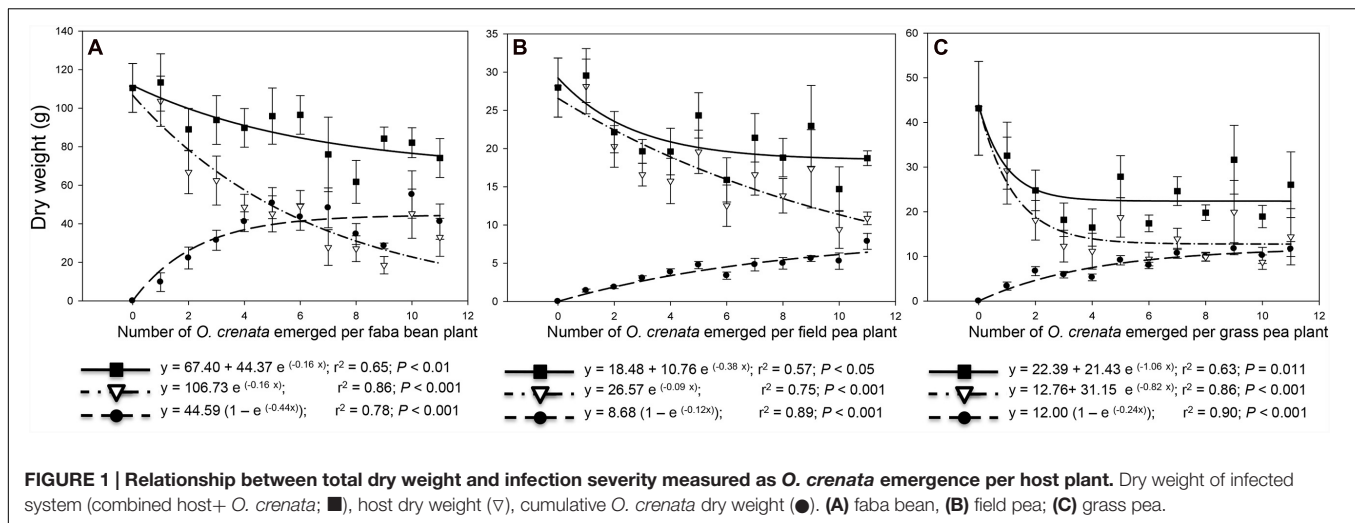 A
B
C
140
120
100
80
60
40
20
0
Dry weight (g)
0 2 4 6 8 10 12
Number of O. crenata emerged per faba bean plant
35
30
25
20
15
10
5
0
0 2 4 6 8 10 12
Number of O. crenata emerged per field pea plant
60
50
40
30
20
10
0
0 2 4 6 8 10 12
Number of O. crenata emerged per grass pea plant
y = 67.40 + 44.37 e (-0.16 x); r2 = 0.65; P < 0.01
y = 106.73 e (-0.16 x); r2 = 0.86; P < 0.001
y = 44.59 (1 – e (-0.44x)); r2 = 0.78; P < 0.001
y = 18.48 + 10.76 e (-0.38 x); r2 = 0.57; P < 0.05
y = 26.57 e (-0.09 x); r2 = 0.75; P < 0.001
y = 8.68 (1 – e (-0.12x)); r2 = 0.89; P < 0.001
y = 22.39 + 21.43 e (-1.06 x); r2 = 0.63; P = 0.011
y = 12.76+ 31.15 e (-0.82 x); r2 = 0.86; P < 0.001
y = 12.00 (1 – e (-0.24x)); r2 = 0.90; P < 0.001
FIGURE 1 | Relationship between total dry weight and infection severity measured as O. crenata emergence per host plant. Dry weight of infected
system (combined host+ O. crenata; ■), host dry weight (▽), cumulative O. crenata dry weight (●). (A) faba bean, (B) field pea; (C) grass pea.